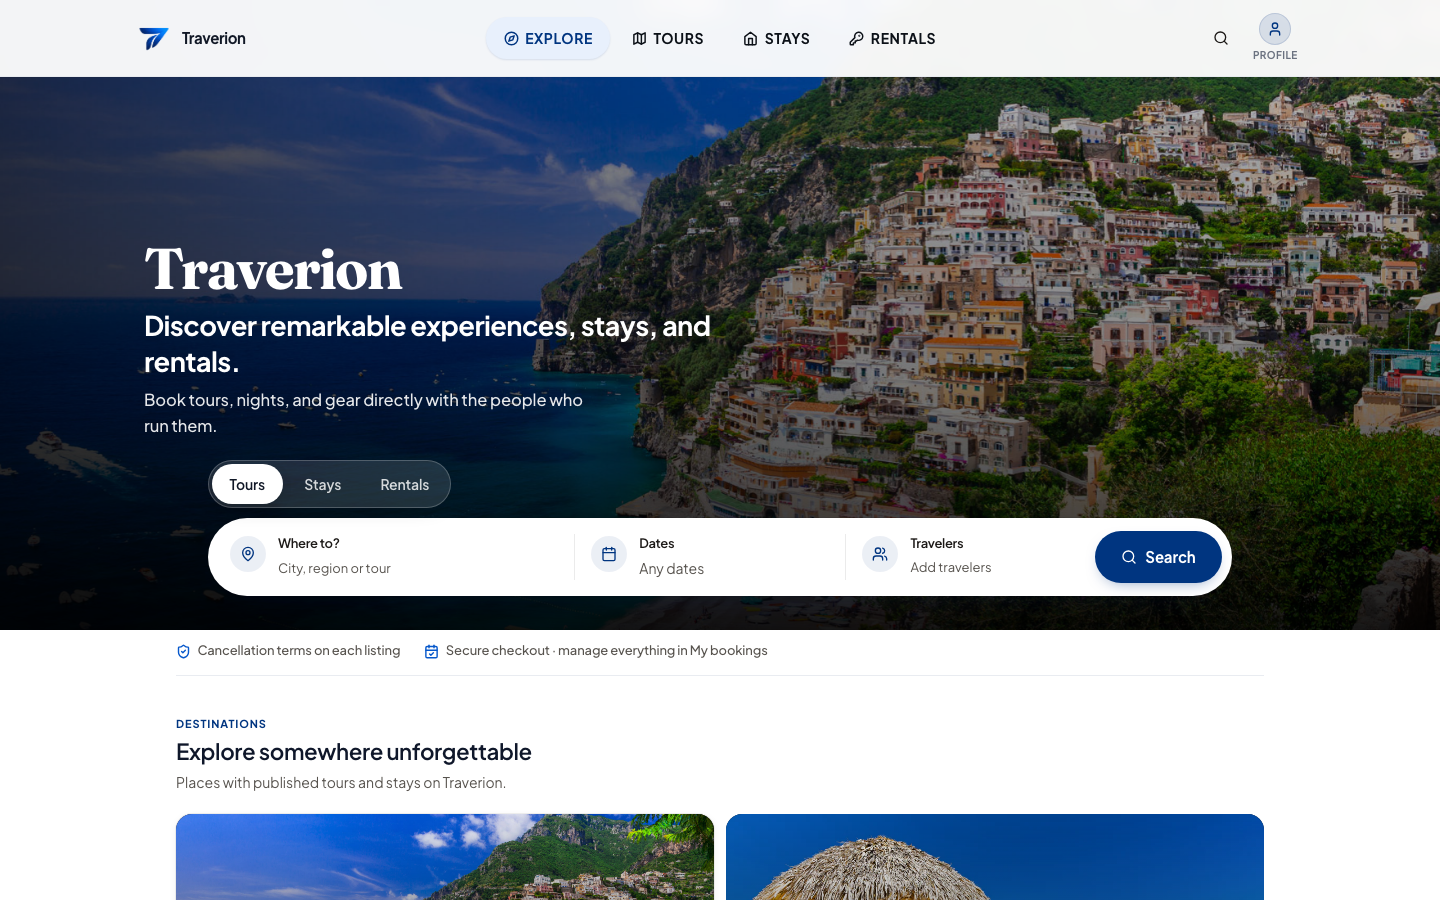 Traverion
EXPLORE
TOURS
STAYS
RENTALS
PROFILE
Traverion
Discover remarkable experiences, stays, and
rentals.
Book tours, nights, and gear directly with the people who
run them.
Tours
Stays
Rentals
Where to?
City, region or tour
Dates
Any dates
Travelers
Add travelers
Search
Cancellation terms on each listing
Secure checkout · manage everything in My bookings
DESTINATIONS
Explore somewhere unforgettable
Places with published tours and stays on Traverion.